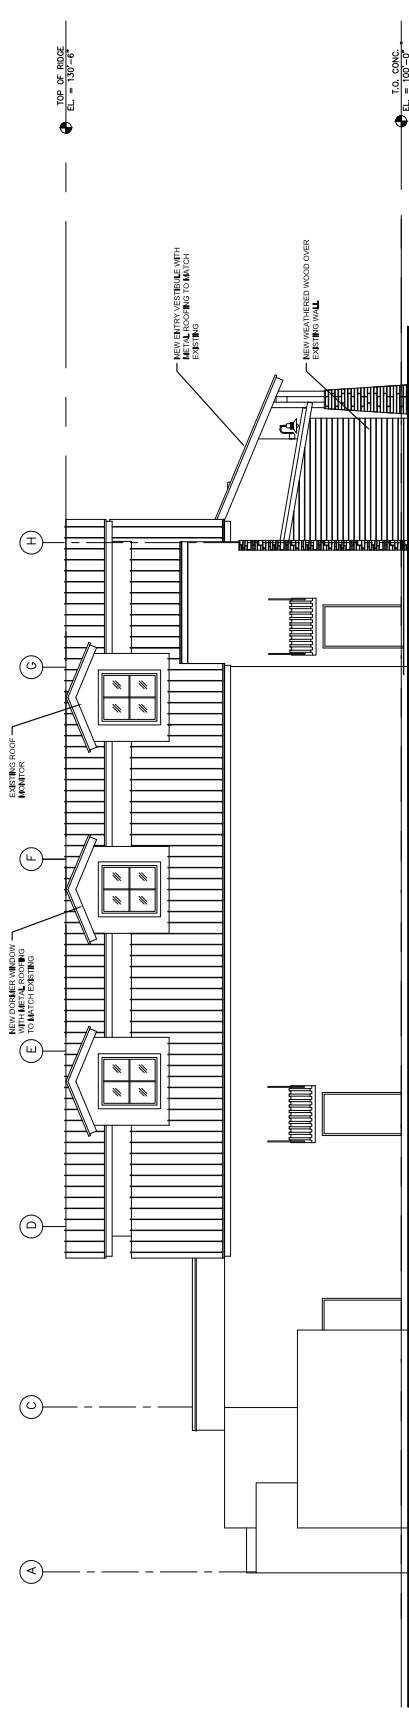 A
C
D
E
F
G
H
NEW DORMER WINDOW
WITH METAL ROOFING
TO MATCH EXISTING
EXISTING ROOF
MONITOR
NEW ENTRY VESTIBULE WITH
METAL ROOFING TO MATCH
EXISTING
NEW WEATHERED WOOD OVER
EXISTING WALL
TOP OF RIDGE
EL. = 130'-6"
T.O. CONC.
EL. = 100'-0"